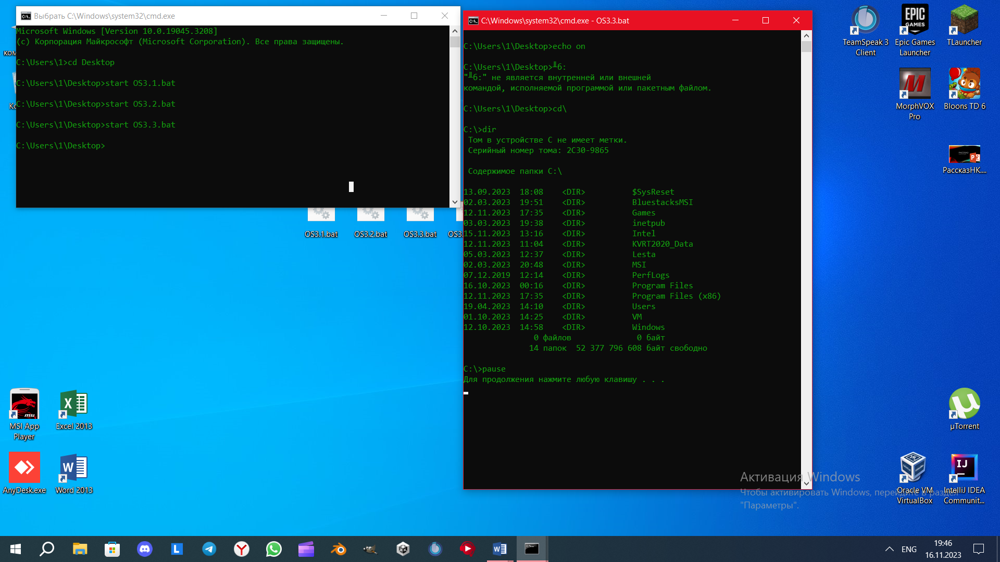 Выбрать C:\Windows\system32\cmd.exe
Microsoft Windows [Version 10.0.19045.3208]
(c) Корпорация Майкрософт (Microsoft Corporation). Все права защищены.
C:\Users\1>cd Desktop
C:\Users\1\Desktop>start OS3.1.bat
C:\Users\1\Desktop>start OS3.2.bat
C:\Users\1\Desktop>start OS3.3.bat
C:\Users\1\Desktop>
OS3.1.bat
OS3.2.bat
OS3.3.bat
OS3.
C:\Windows\system32\cmd.exe - OS3.3.bat
C:\Users\1\Desktop>echo on
C:\Users\1\Desktop>╨б:
"╨б:" не является внутренней или внешней
командой, исполняемой программой или пакетным файлом.
C:\Users\1\Desktop>cd\
C:\>dir
Том в устройстве C не имеет метки.
Серийный номер тома: 2C30-9865
Содержимое папки C:\
13.09.2023 18:08 <DIR> $SysReset
02.03.2023 19:51 <DIR> BluestacksMSI
12.11.2023 17:35 <DIR> Games
03.03.2023 19:38 <DIR> inetpub
15.11.2023 13:16 <DIR> Intel
12.11.2023 11:04 <DIR> KVRT2020_Data
05.03.2023 12:37 <DIR> Lesta
02.03.2023 20:48 <DIR> MSI
07.12.2019 12:14 <DIR> PerfLogs
16.10.2023 00:16 <DIR> Program Files
12.11.2023 17:35 <DIR> Program Files (x86)
19.04.2023 14:10 <DIR> Users
01.10.2023 14:25 <DIR> VM
12.10.2023 14:58 <DIR> Windows
0 файлов 0 байт
14 папок 52 377 796 608 байт свободно
C:\>pause
Для продолжения нажмите любую клавишу . . .
TeamSpeak 3
Client
EPIC
GAMES
Epic Games
Launcher
TLauncher
MorphVOX
Pro
Bloons TD 6
РассказНК....
MSI App
Player
Excel 2013
AnyDesk.exe
Word 2013
µTorrent
Oracle VM
VirtualBox
IntelliJ IDEA
Communit...
Активация Windows
Чтобы активировать Windows, перейдите в раздел
"Параметры".
ENG
19:46
16.11.2023